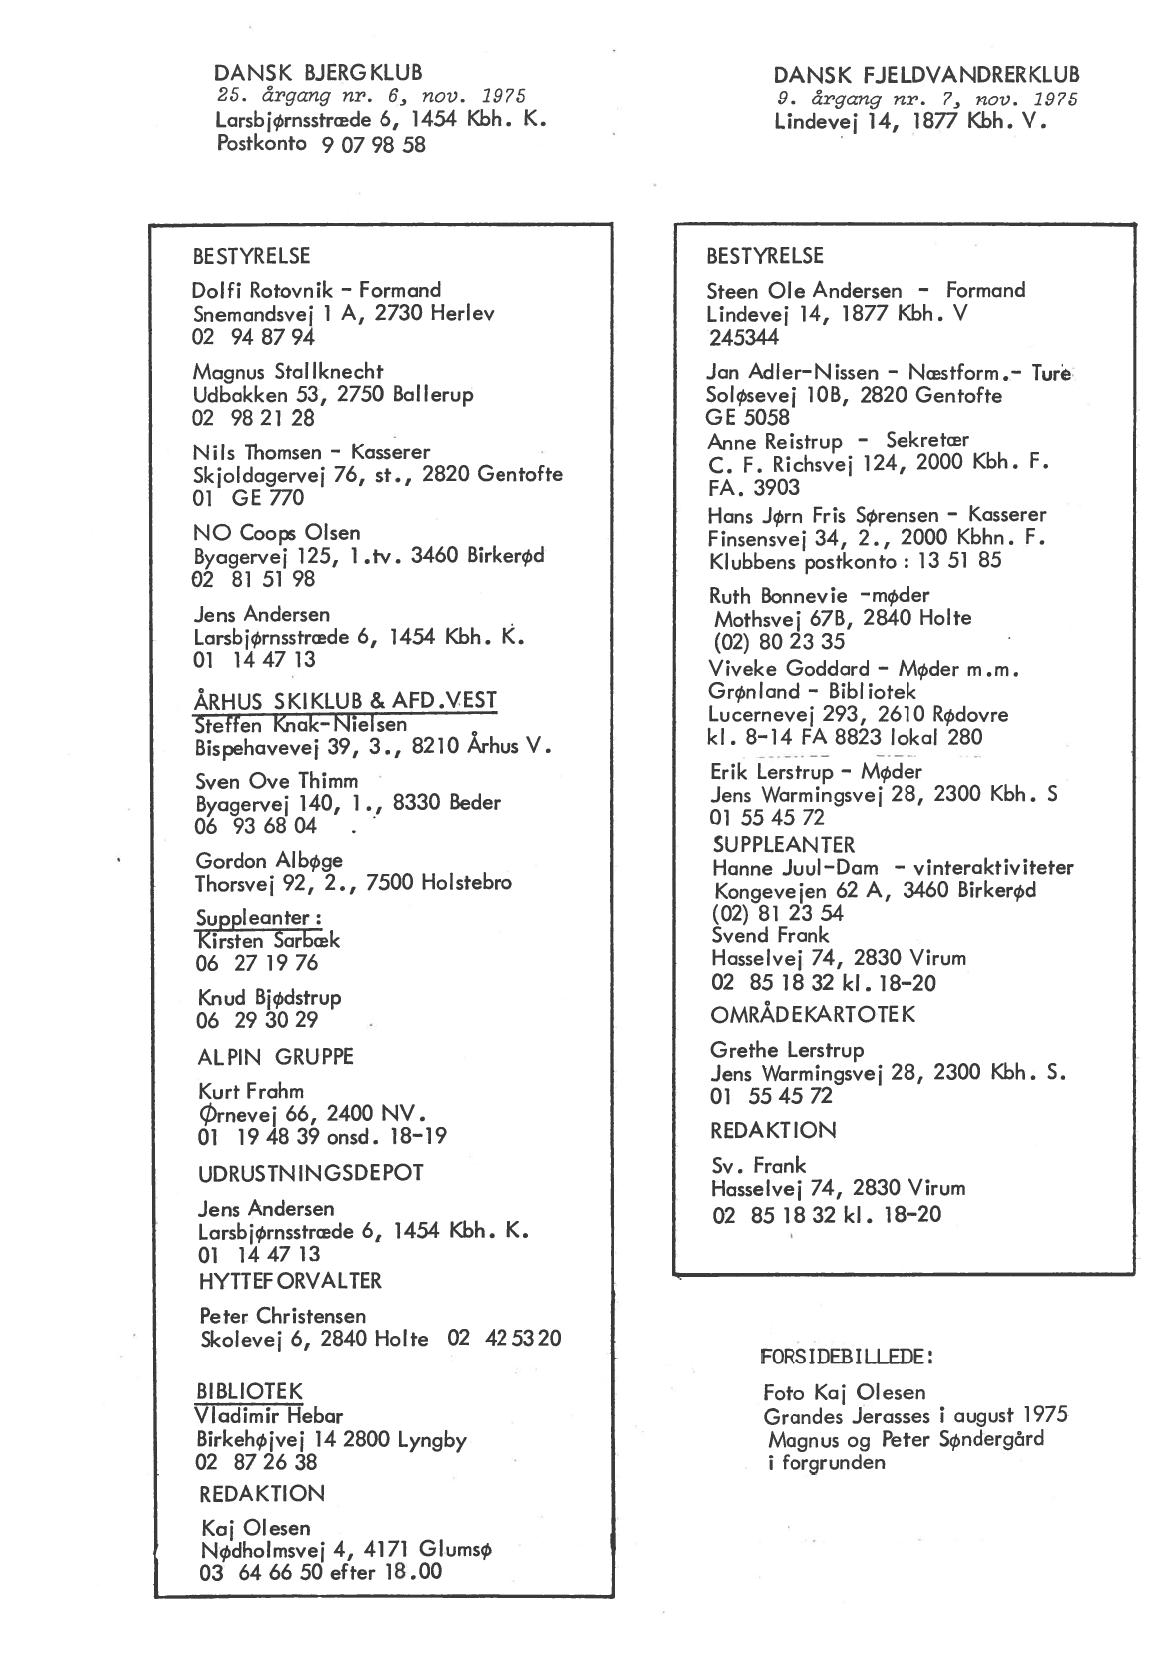 DANSK BJERGKLUB
25. årgang nr. 6, nov. 1975
Larsbjørnsstræde 6, 1454 Kbh. K.
Postkonto 9 07 98 58
BESTYRELSE
Dolfi Rotovnik - Formand
Snemandsvej 1 A, 2730 Herlev
02 94 87 94
Magnus Stallknecht
Udbakken 53, 2750 Ballerup
02 98 21 28
Nils Thomsen - Kasserer
Skjoldagervej 76, st., 2820 Gentofte
01 GE 770
NO Coops Olsen
Byagervej 125, 1.tv. 3460 Birkerød
02 81 51 98
Jens Andersen
Larsbjørnsstræde 6, 1454 Kbh. K.
01 14 47 13
ÅRHUS SKIKLUB & AFD.VEST
Steffen Knak-Nielsen
Bispehavevej 39, 3., 8210 Århus V.
Sven Ove Thimm
Byagervej 140, 1., 8330 Beder
06 93 68 04
Gordon Albøge
Thorsvej 92, 2., 7500 Holstebro
Suppleanter:
Kirsten Sarbæk
06 27 19 76
Knud Bjødstrup
06 29 30 29
ALPIN GRUPPE
Kurt Frahm
Ørnevej 66, 2400 NV.
01 19 48 39 onsd. 18-19
UDRUSTNINGSDEPOT
Jens Andersen
Larsbjørnsstræde 6, 1454 Kbh. K.
01 14 47 13
HYTTEFORVALTER
Peter Christensen
Skolevej 6, 2840 Holte 02 42 53 20
BIBLIOTEK
Vladimir Hebar
Birkehøjvej 14 2800 Lyngby
02 87 26 38
REDAKTION
Kaj Olesen
Nødholmsvej 4, 4171 Glumsø
03 64 66 50 efter 18.00
DANSK FJELDVANDRERKLUB
9. årgang nr. 7, nov. 1975
Lindevej 14, 1877 Kbh. V.
BESTYRELSE
Steen Ole Andersen - Formand
Lindevej 14, 1877 Kbh. V
245344
Jan Adler-Nissen - Næstform.- Ture
Soløsevej 10B, 2820 Gentofte
GE 5058
Anne Reistrup - Sekretær
C. F. Richsvej 124, 2000 Kbh. F.
FA. 3903
Hans Jørn Fris Sørensen - Kasserer
Finsensvej 34, 2., 2000 Kbhn. F.
Klubbens postkonto: 13 51 85
Ruth Bonnevie -møder
Mothsvej 67B, 2840 Holte
(02) 80 23 35
Viveke Goddard - Møder m.m.
Grønland - Bibliotek
Lucernevej 293, 2610 Rødovre
kl. 8-14 FA 8823 lokal 280
Erik Lerstrup - Møder
Jens Warmingsvej 28, 2300 Kbh. S
01 55 45 72
SUPPLEANTER
Hanne Juul-Dam - vinteraktiviteter
Kongevejen 62 A, 3460 Birkerød
(02) 81 23 54
Svend Frank
Hasselvej 74, 2830 Virum
02 85 18 32 kl. 18-20
OMRÅDEKARTOTEK
Grethe Lerstrup
Jens Warmingsvej 28, 2300 Kbh. S.
01 55 45 72
REDAKTION
Sv. Frank
Hasselvej 74, 2830 Virum
02 85 18 32 kl. 18-20
FORSIDEBILLEDE:
Foto Kaj Olesen
Grandes Jerasses i august 1975
Magnus og Peter Søndergård
i forgrunden